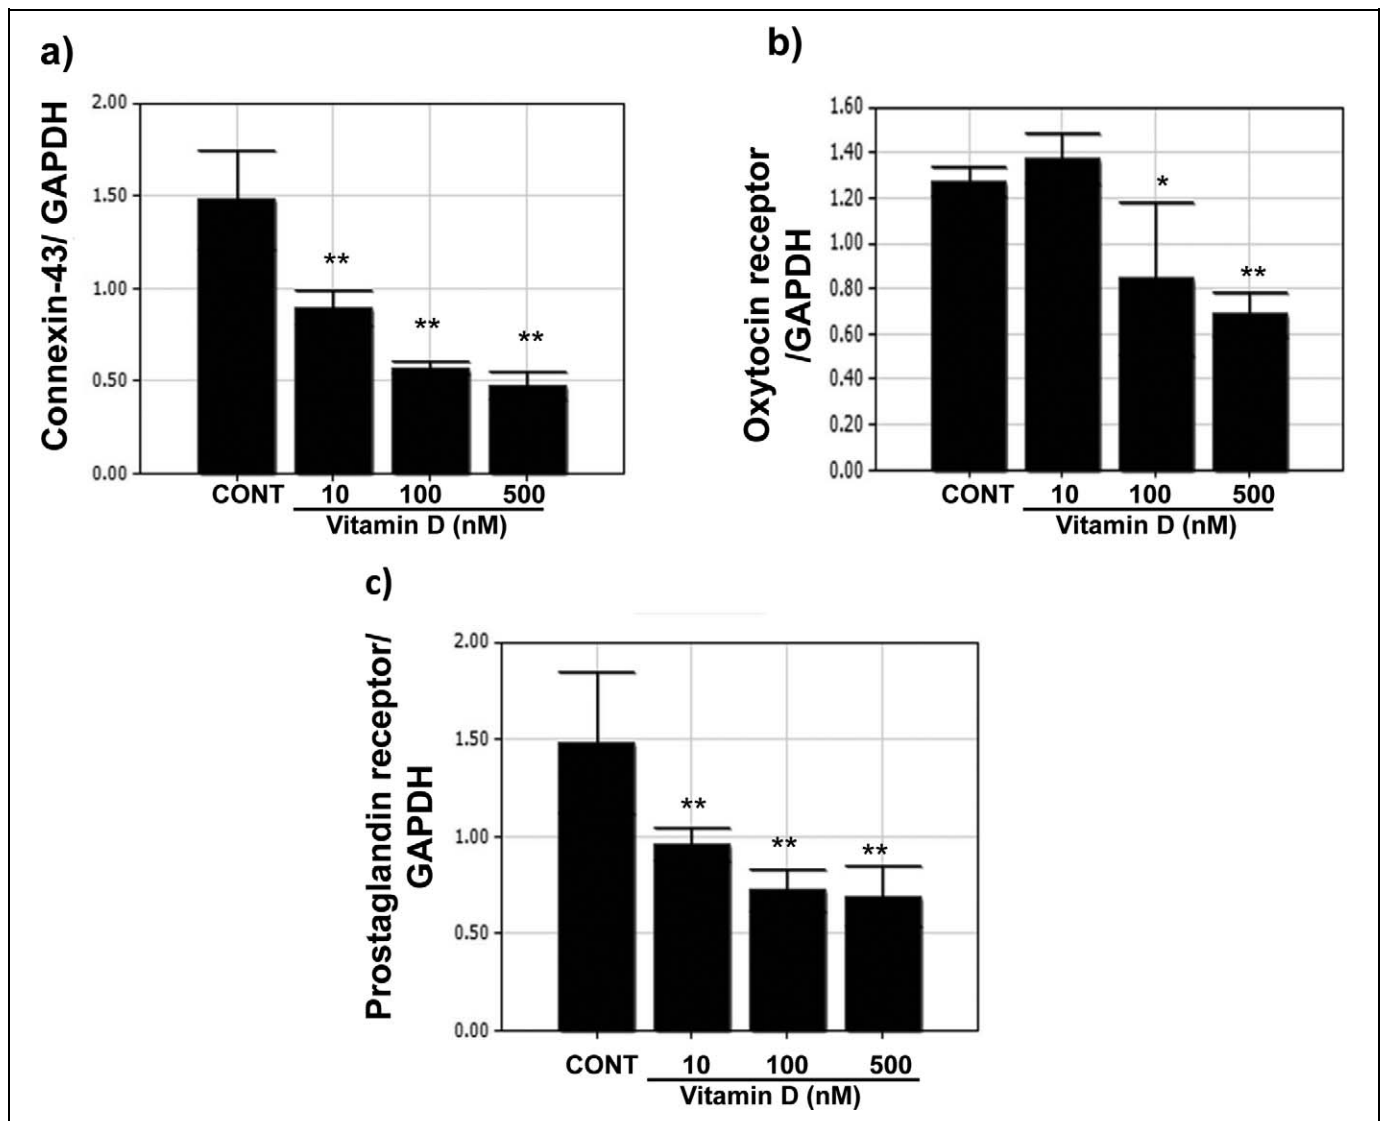 a)
Connexin-43/ GAPDH
2.00
1.50
1.00
0.50
0.00
**
**
**
CONT 10 100 500
Vitamin D (nM)
b)
Oxytocin receptor
/GAPDH
1.60
1.40
1.20
1.00
0.80
0.60
0.40
0.20
0.00
*
**
CONT 10 100 500
Vitamin D (nM)
c)
Prostaglandin receptor/
GAPDH
2.00
1.50
1.00
0.50
0.00
**
**
**
CONT 10 100 500
Vitamin D (nM)